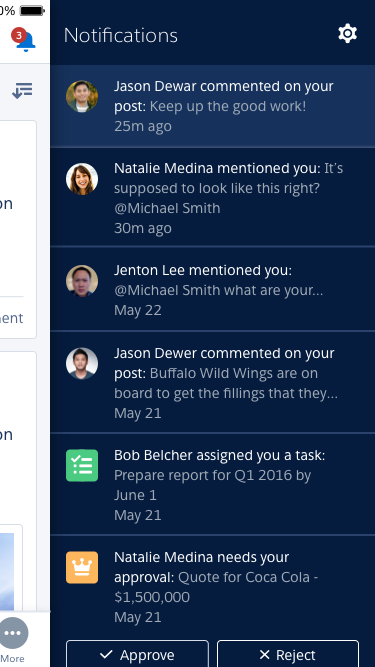 0%
3
Notifications
on
ent
on
More
Jason Dewar commented on your
post: Keep up the good work!
25m ago
Natalie Medina mentioned you: It's
supposed to look like this right?
@Michael Smith
30m ago
Jenton Lee mentioned you:
@Michael Smith what are your...
May 22
Jason Dewer commented on your
post: Buffalo Wild Wings are on
board to get the fillings that they...
May 21
Bob Belcher assigned you a task:
Prepare report for Q1 2016 by
June 1
May 21
Natalie Medina needs your
approval: Quote for Coca Cola -
$1,500,000
May 21
Approve
Reject